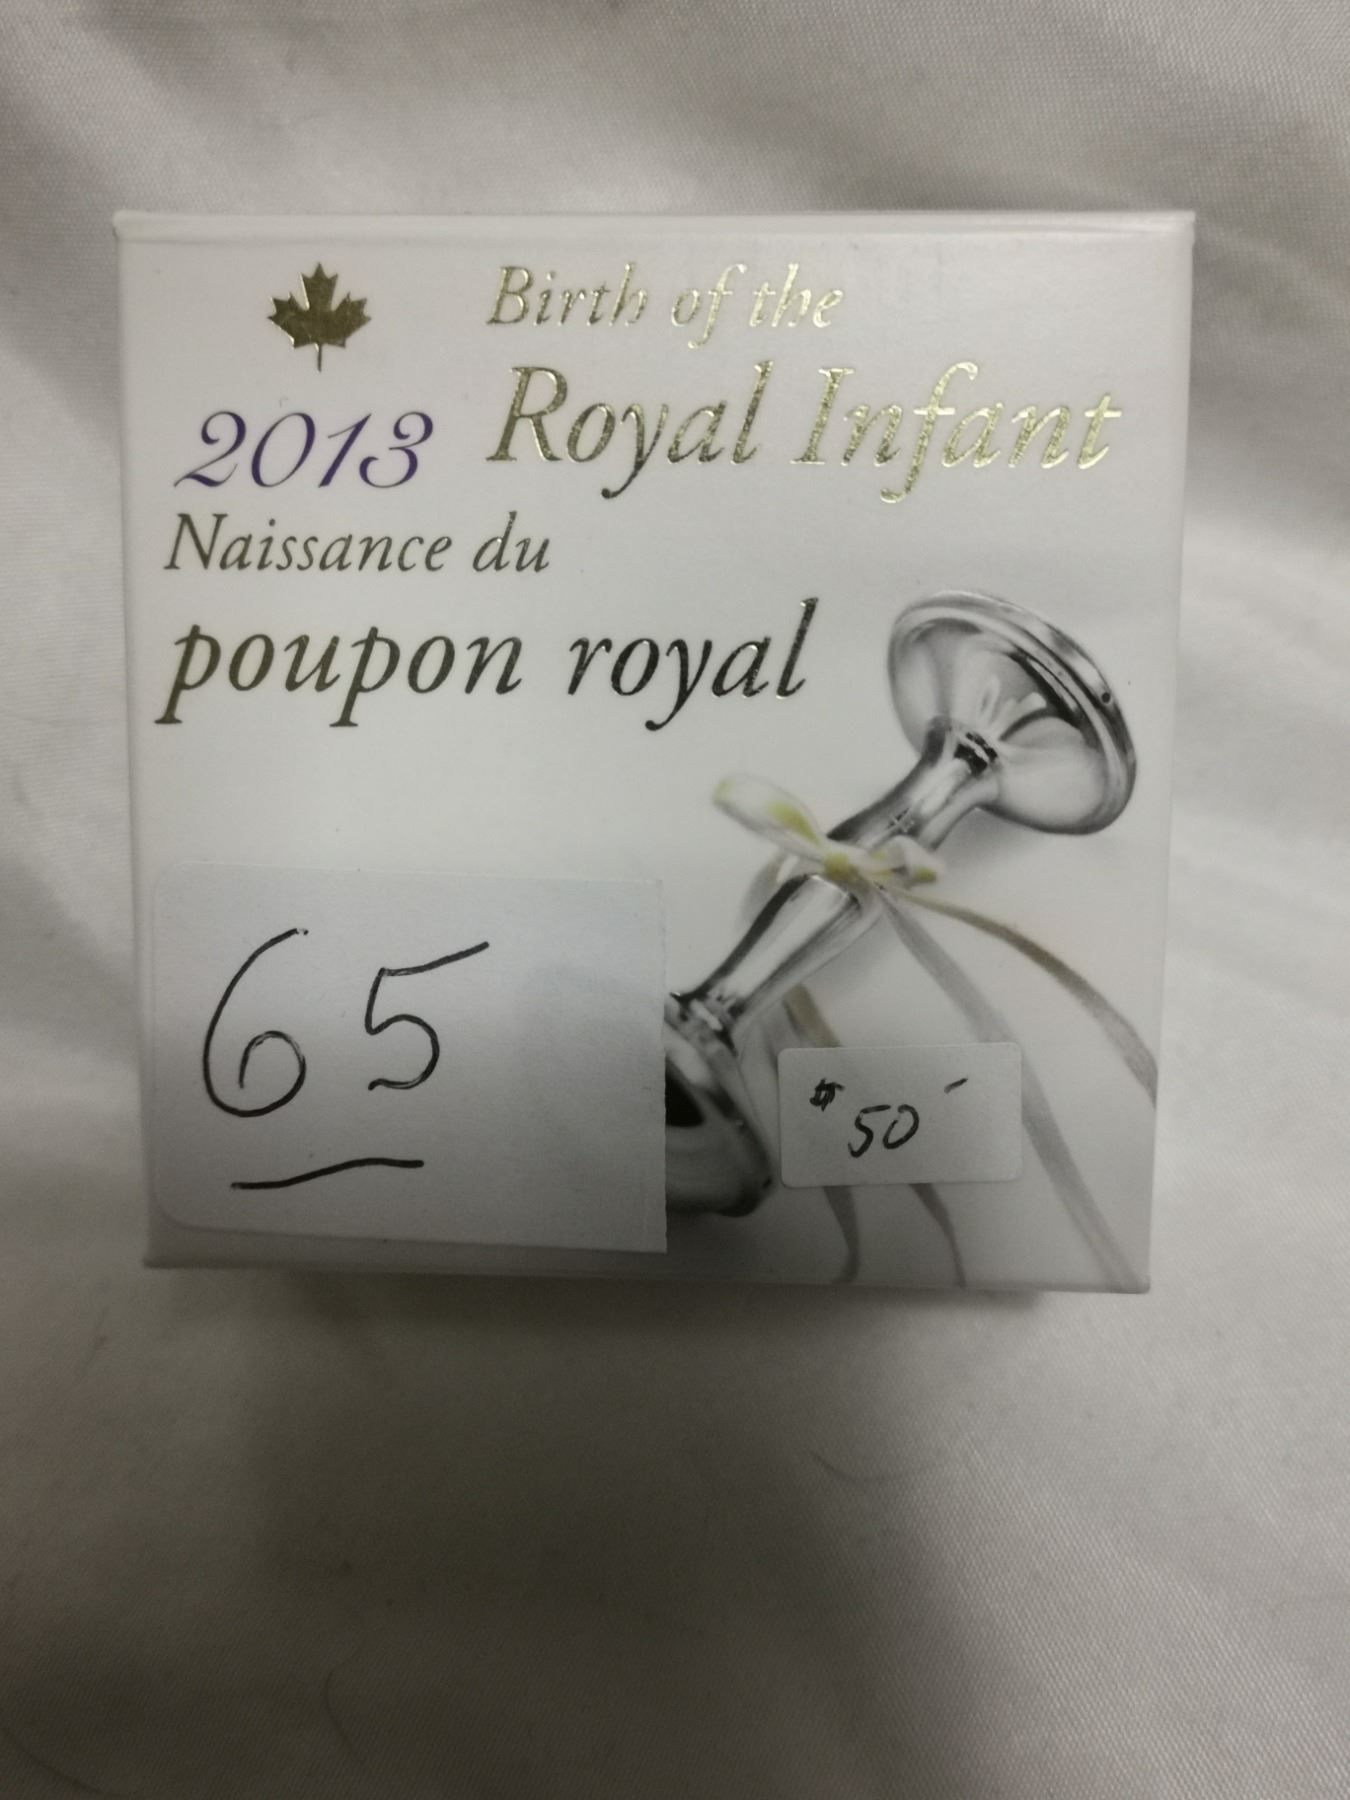 Birth of the
Royal Infant
2013
Naissance du
poupon royal
65
$50-